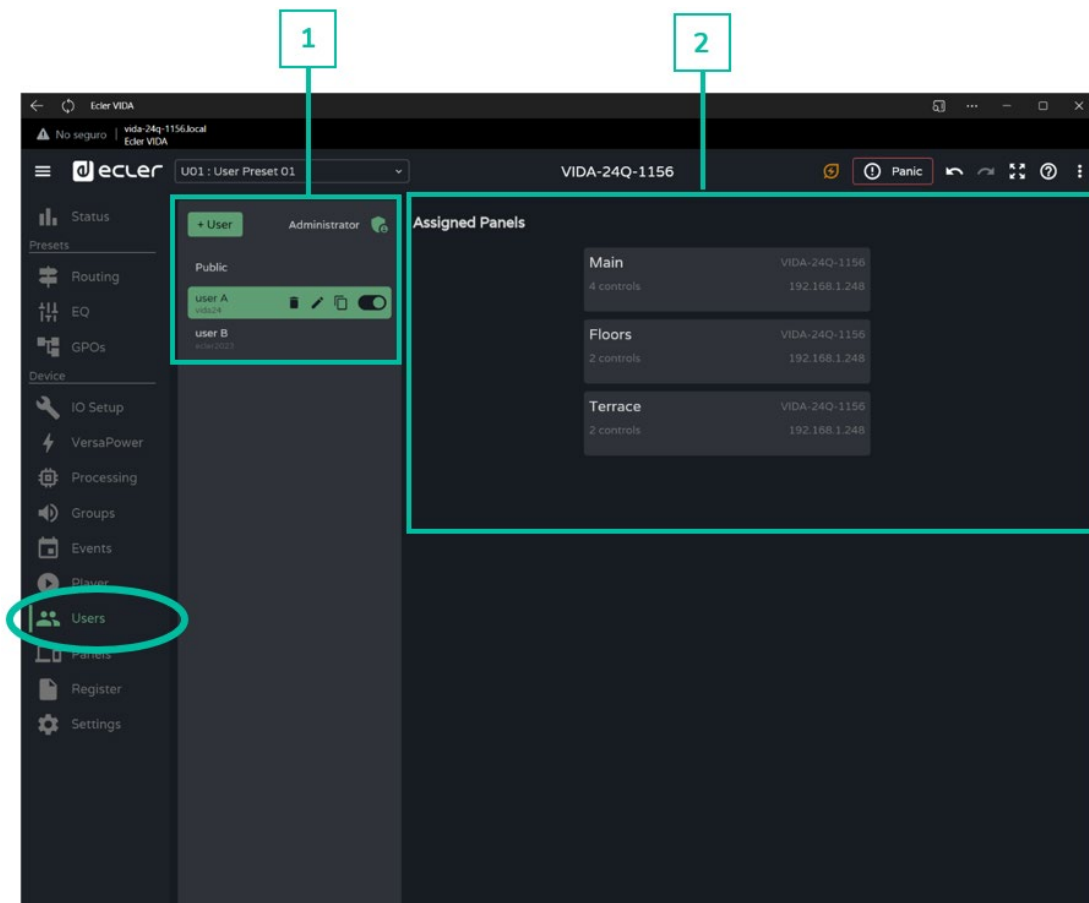 1
2
Ecler VIDA
No seguro
vida-24q-1156.local
Ecler VIDA
ecler
U01 : User Preset 01
VIDA-24Q-1156
Panic
Status
Presets
Routing
EQ
GPOs
Device
IO Setup
VersaPower
Processing
Groups
Events
Player
Users
Panels
Register
Settings
+ User
Administrator
Public
user A
vida24
user B
ecler2023
Assigned Panels
Main VIDA-24Q-1156
4 controls 192.168.1.248
Floors VIDA-24Q-1156
2 controls 192.168.1.248
Terrace VIDA-24Q-1156
2 controls 192.168.1.248